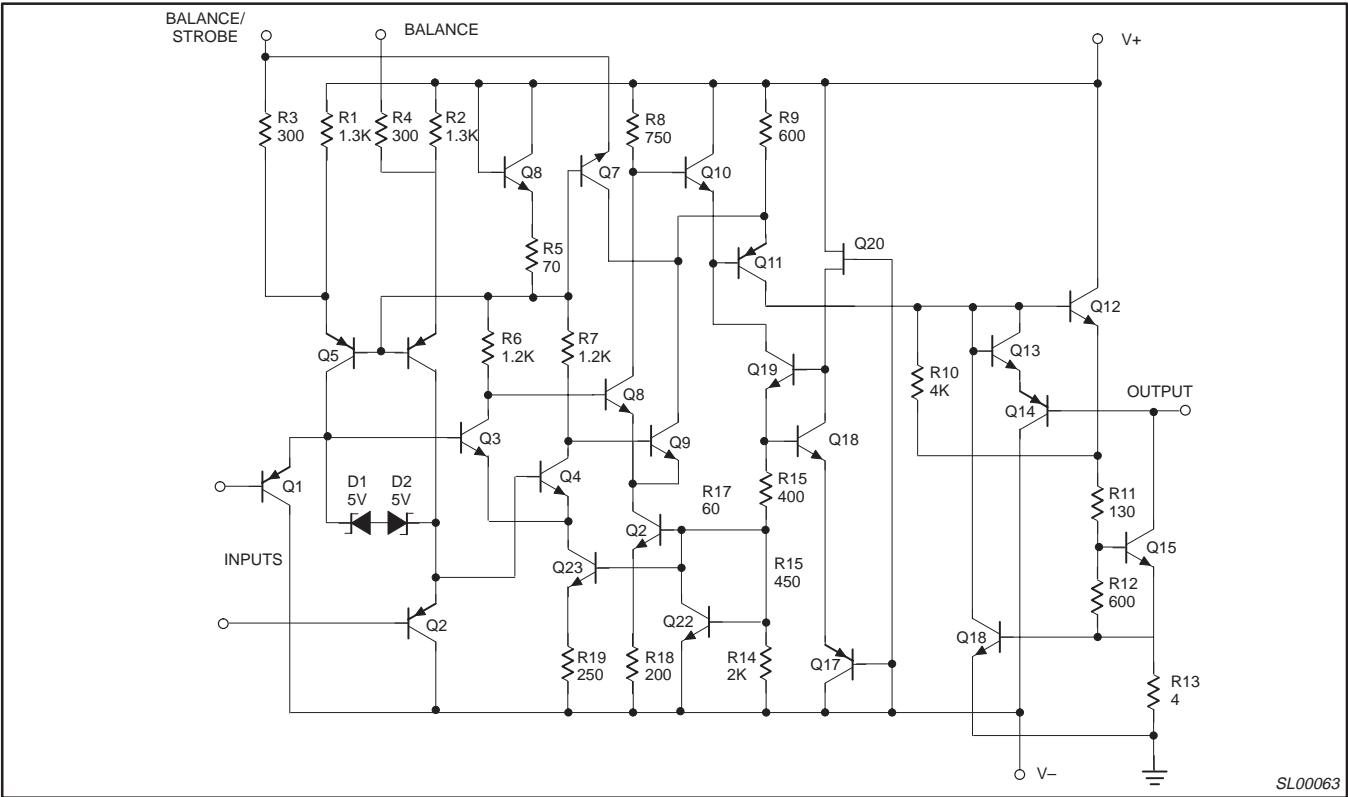 BALANCE/
STROBE
BALANCE
V+
R3
300
R1
1.3K
R4
300
R2
1.3K
Q8
R5
70
Q7
R8
750
Q10
R9
600
Q11
Q20
Q12
Q5
R6
1.2K
R7
1.2K
Q8
Q19
R10
4K
Q13
Q14
OUTPUT
Q3
Q9
Q18
Q1
D1
5V
D2
5V
Q4
R17
60
R15
400
R11
130
Q15
INPUTS
Q2
R15
450
R12
600
Q23
Q22
Q2
Q18
R19
250
R18
200
R14
2K
Q17
R13
4
V–
SL00063